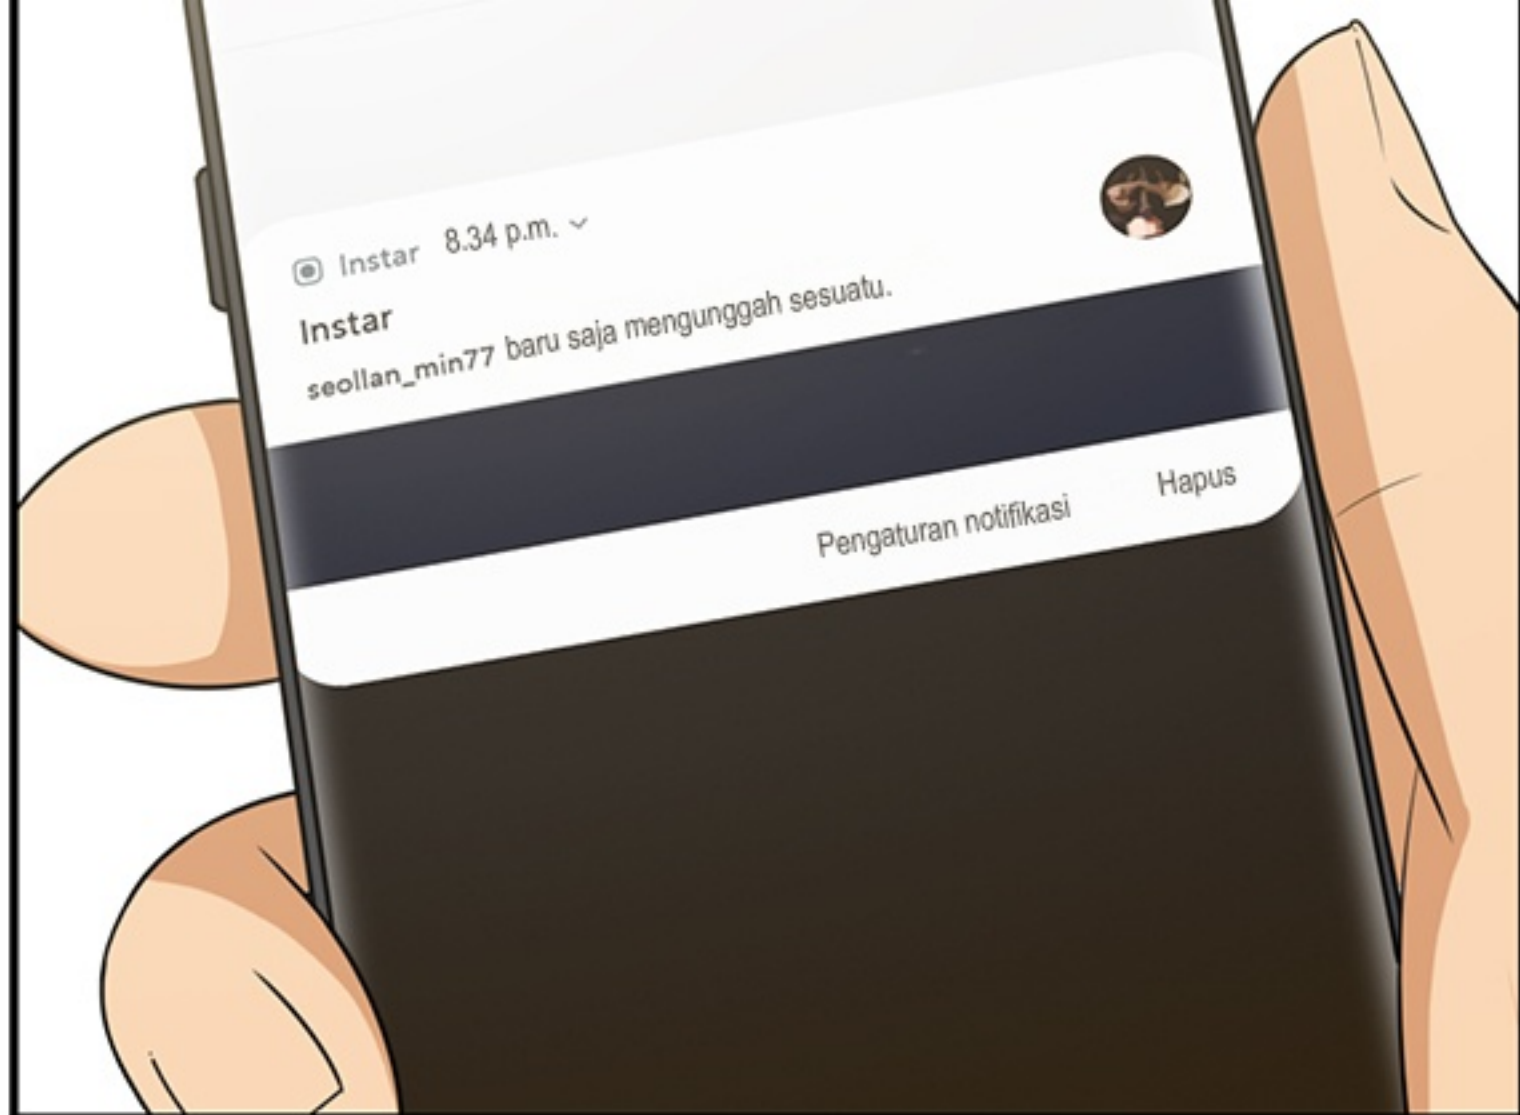 Instar 8.34 p.m.
Instar
seollan_min77 baru saja mengunggah sesuatu.
Pengaturan notifikasi Hapus